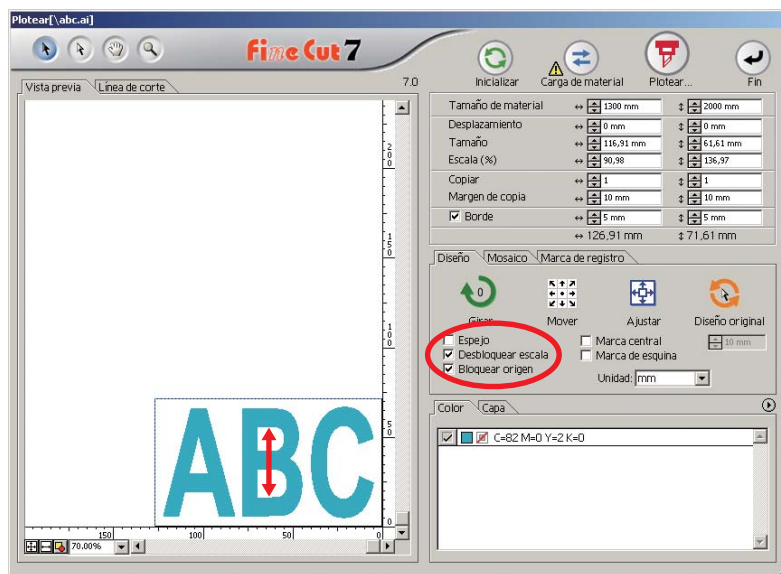 Plotear[\abc.ai]
Fine Cut 7
Inicializar Carga de material Plotear... Fin
Vista previa Línea de corte 7.0
Tamaño de material 1300 mm 2000 mm
Desplazamiento 0 mm 0 mm
Tamaño 116,91 mm 61,61 mm
Escala (%) 90,98 136,97
Copiar 1 1
Margen de copia 10 mm 10 mm
Borde 5 mm 5 mm
126,91 mm 71,61 mm
Diseño Mosaico Marca de registro
0
Girar Mover Ajustar Diseño original
Espejo Marca central 10 mm
Desbloquear escala Marca de esquina
Bloquear origen
Unidad: mm
Color Capa
C=82 M=0 Y=2 K=0
200
150
100
50
0
ABC
150 100 50 0
70.00%